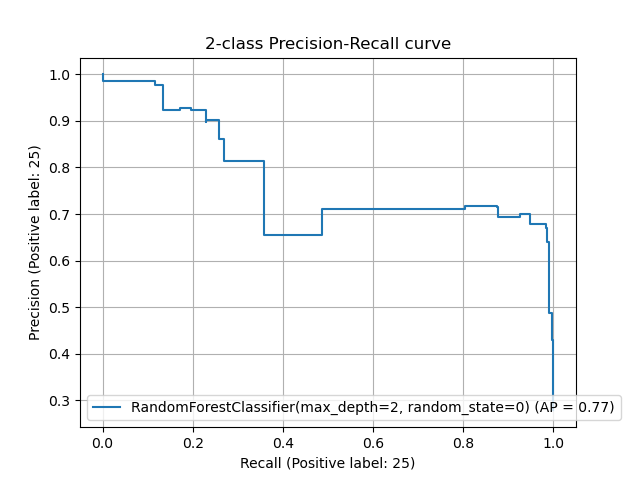 2-class Precision-Recall curve
1.0
0.9
0.8
0.7
0.6
0.5
0.4
0.3
Precision (Positive label: 25)
RandomForestClassifier(max_depth=2, random_state=0) (AP = 0.77)
0.0 0.2 0.4 0.6 0.8 1.0
Recall (Positive label: 25)